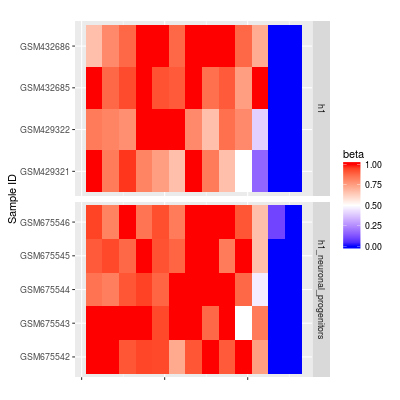 Sample ID
GSM432686
GSM432685
GSM429322
GSM429321
h1
GSM675546
GSM675545
GSM675544
GSM675543
GSM675542
h1_neuronal_progenitors
beta
1.00
0.75
0.50
0.25
0.00